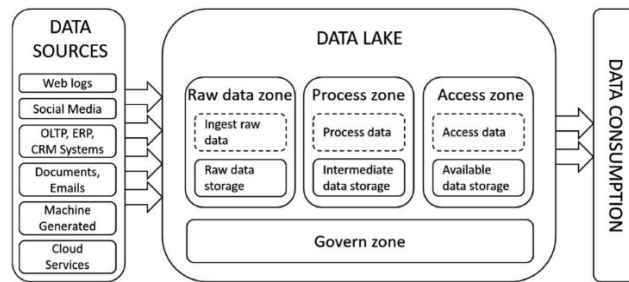 DATA
SOURCES
Web logs
Social Media
OLTP, ERP,
CRM Systems
Documents,
Emails
Machine
Generated
Cloud
Services
DATA LAKE
Raw data zone
Ingest raw
data
Raw data
storage
Process zone
Process data
Intermediate
data storage
Access zone
Access data
Available
data storage
Govern zone
DATA CONSUMPTION